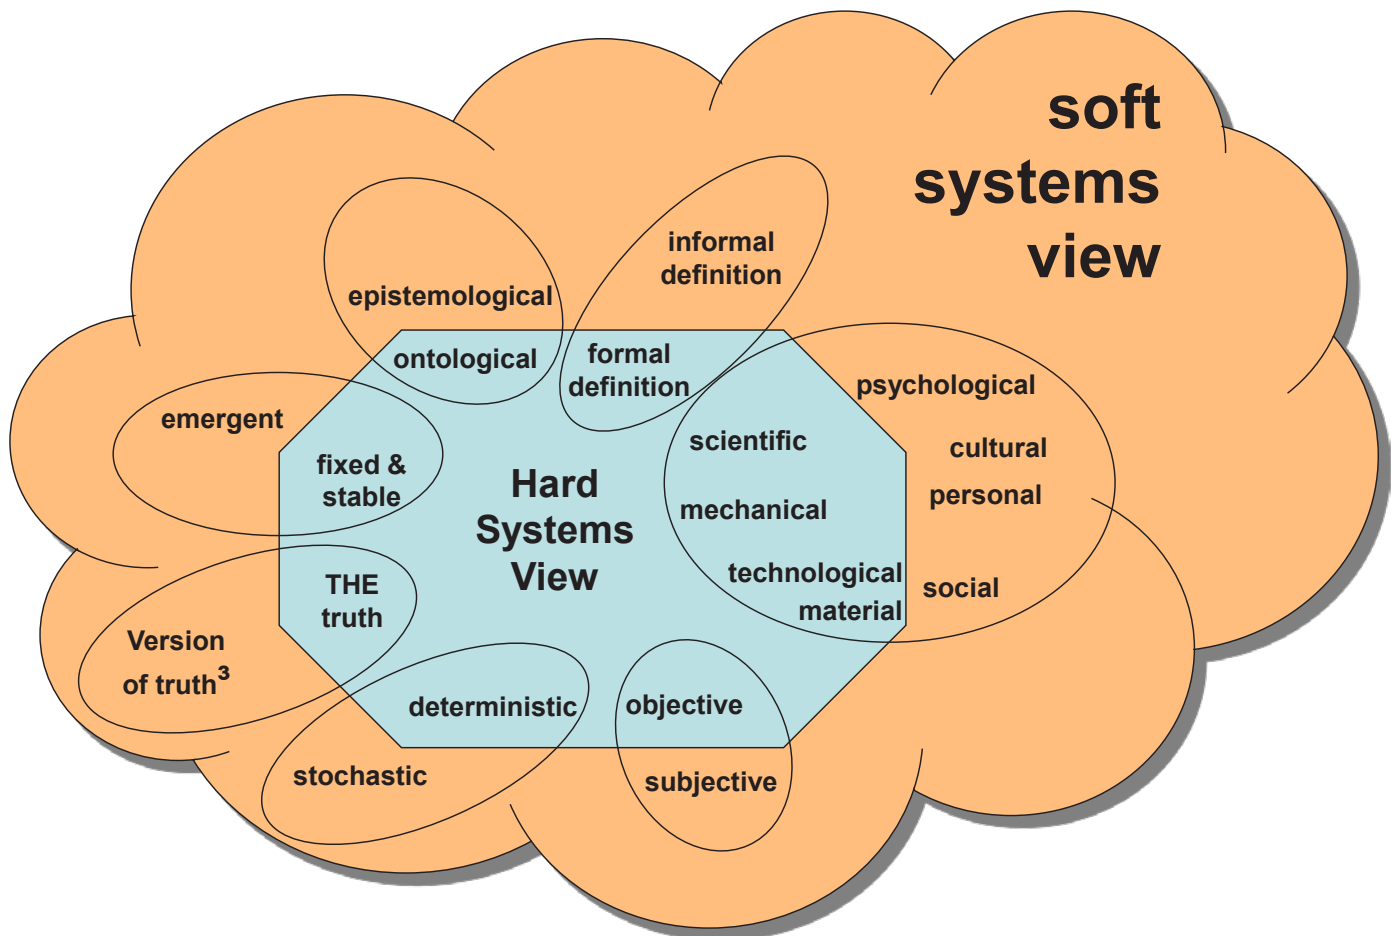 soft
systems
view
informal
definition
epistemological
ontological
formal
definition
psychological
emergent
scientific
cultural
fixed &
stable
Hard
Systems
View
personal
mechanical
THE
truth
technological
social
material
Version
of truth³
deterministic
objective
stochastic
subjective